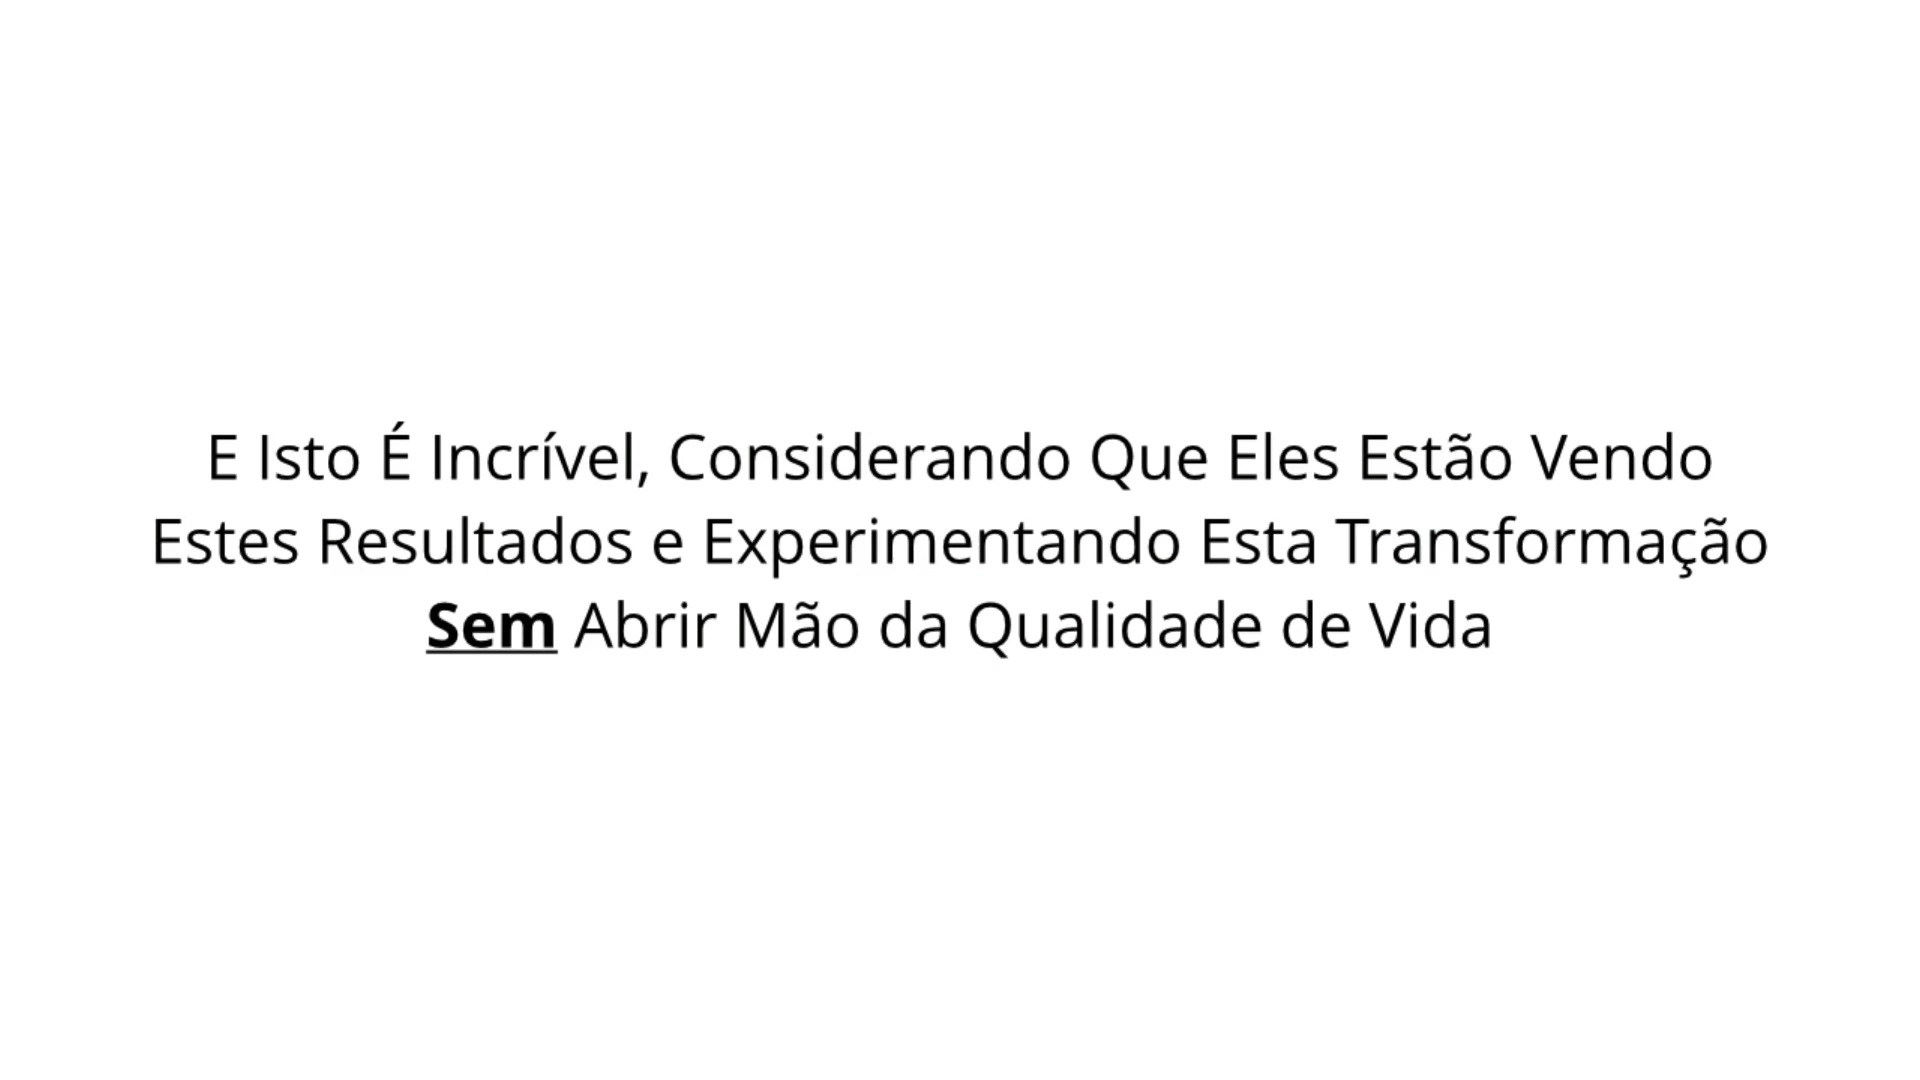 E Isto É Incrível, Considerando Que Eles Estão Vendo
Estes Resultados e Experimentando Esta Transformação
Sem Abrir Mão da Qualidade de Vida